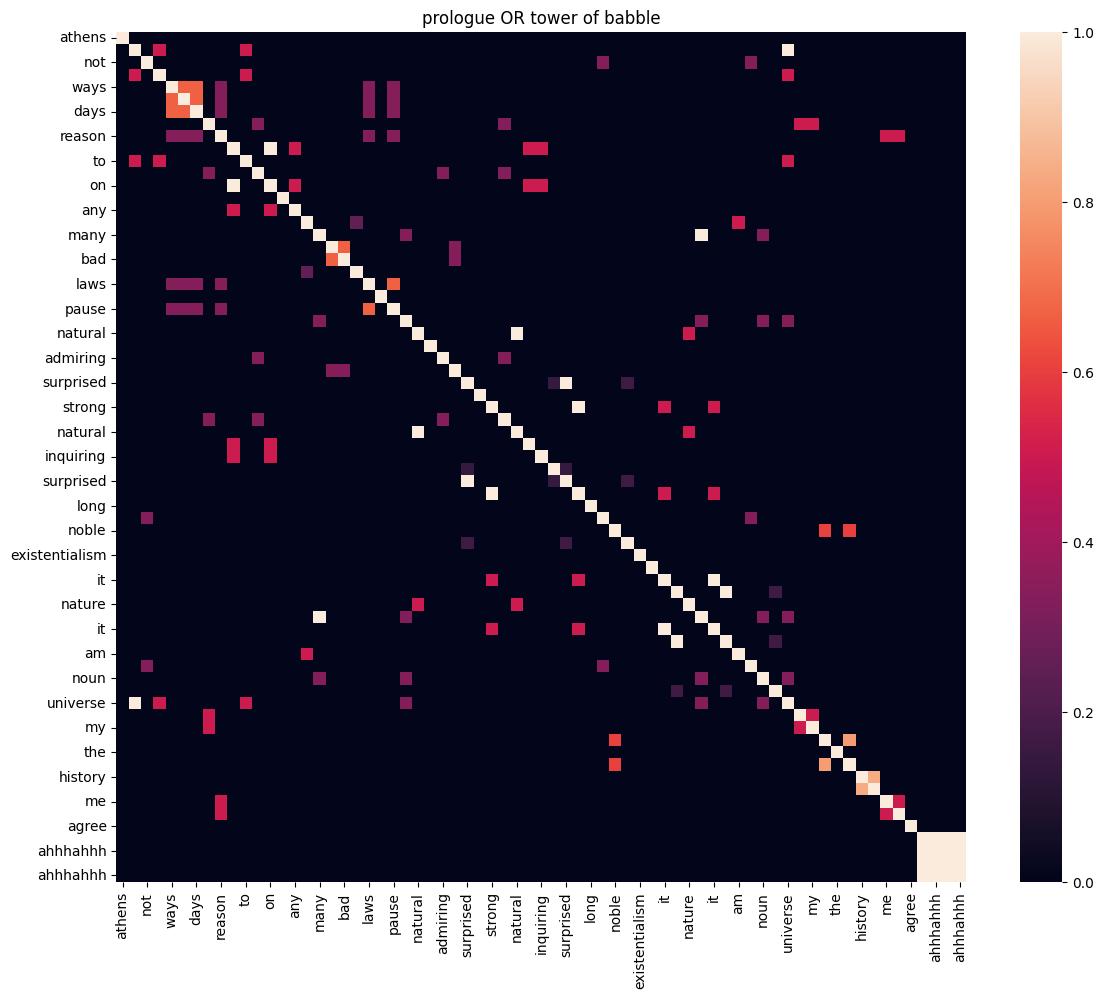 prologue OR tower of babble
athens
not
ways
days
reason
to
on
any
many
bad
laws
pause
natural
admiring
surprised
strong
natural
inquiring
surprised
long
noble
existentialism
it
nature
it
am
noun
universe
my
the
history
me
agree
ahhhahhh
ahhhahhh
athens
not
ways
days
reason
to
on
any
many
bad
laws
pause
natural
admiring
surprised
strong
natural
inquiring
surprised
long
noble
existentialism
it
nature
it
am
noun
universe
my
the
history
me
agree
ahhhahhh
ahhhahhh
1.0
0.8
0.6
0.4
0.2
0.0